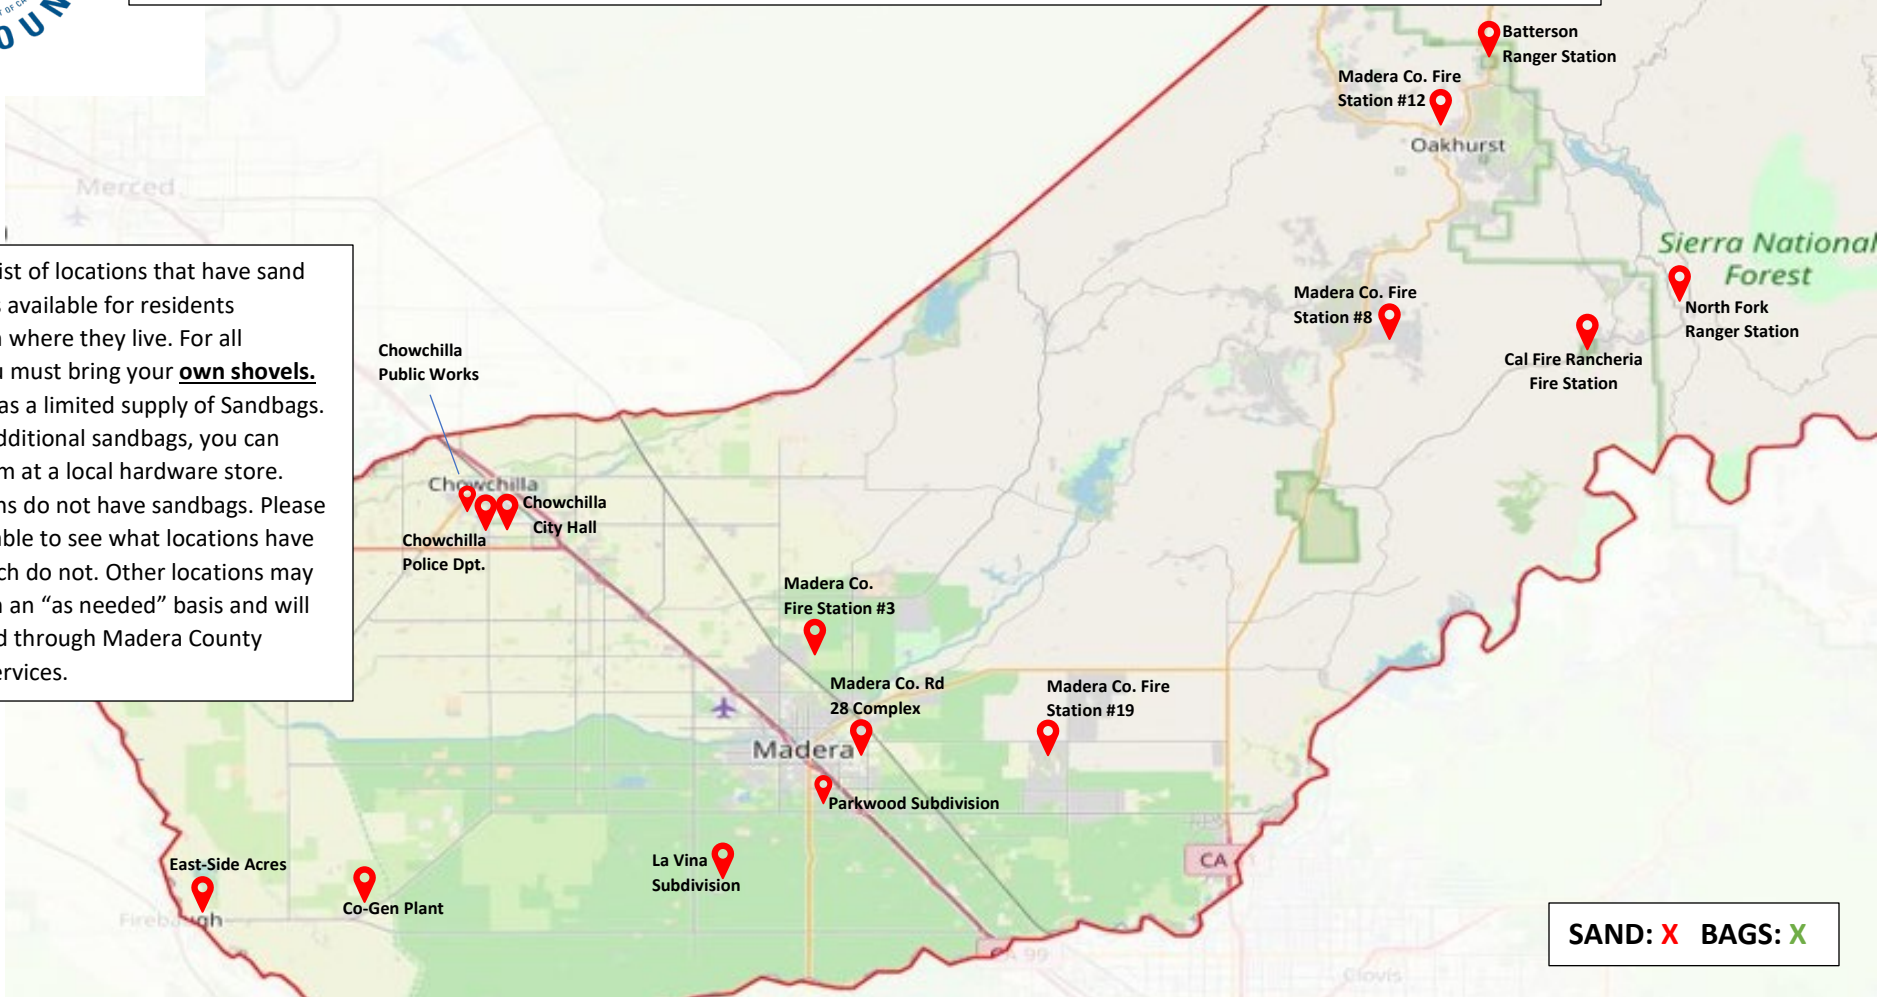 OUN
Batterson
Ranger Station
Madera Co. Fire
Station #12
Oakhurst
Merced
Sierra National
Forest
ist of locations that have sand
s available for residents
where they live. For all
u must bring your own shovels.
as a limited supply of Sandbags.
dditional sandbags, you can
m at a local hardware store.
ns do not have sandbags. Please
able to see what locations have
ch do not. Other locations may
n an “as needed” basis and will
d through Madera County
ervices.
Madera Co. Fire
Station #8
North Fork
Ranger Station
Cal Fire Rancheria
Fire Station
Chowchilla
Public Works
Chowchilla
Chowchilla
City Hall
Chowchilla
Police Dpt.
Madera Co.
Fire Station #3
Madera Co. Rd
28 Complex
Madera Co. Fire
Station #19
Madera
Parkwood Subdivision
La Vina
Subdivision
East-Side Acres
Co-Gen Plant
Firebaugh
CA
CA 99
Clovis
SAND: X BAGS: X